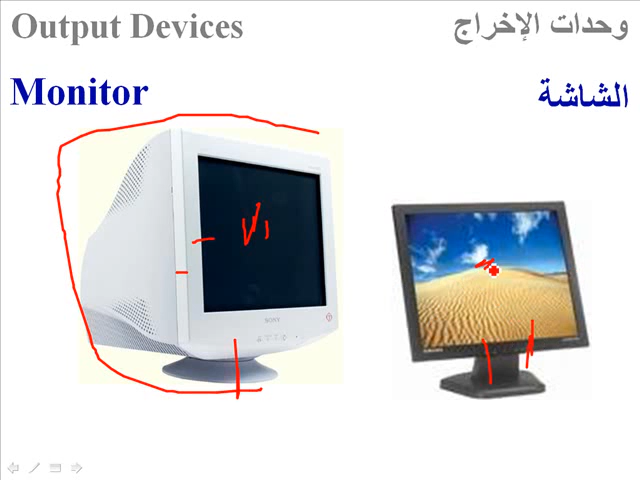 Output Devices
وحدات الإخراج
Monitor
الشاشة
SONY